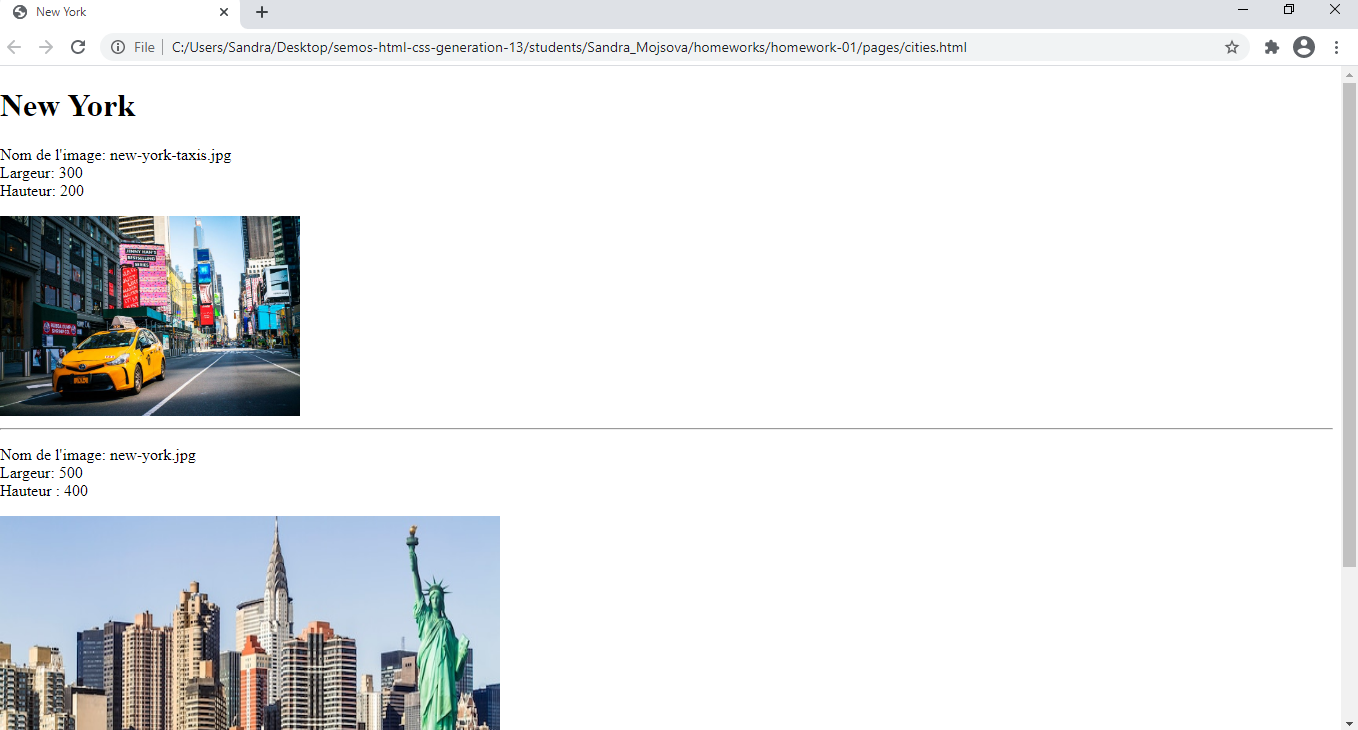 New York
File
C:/Users/Sandra/Desktop/semos-html-css-generation-13/students/Sandra_Mojsova/homeworks/homework-01/pages/cities.html
New York
Nom de l'image: new-york-taxis.jpg
Largeur: 300
Hauteur: 200
Nom de l'image: new-york.jpg
Largeur: 500
Hauteur : 400